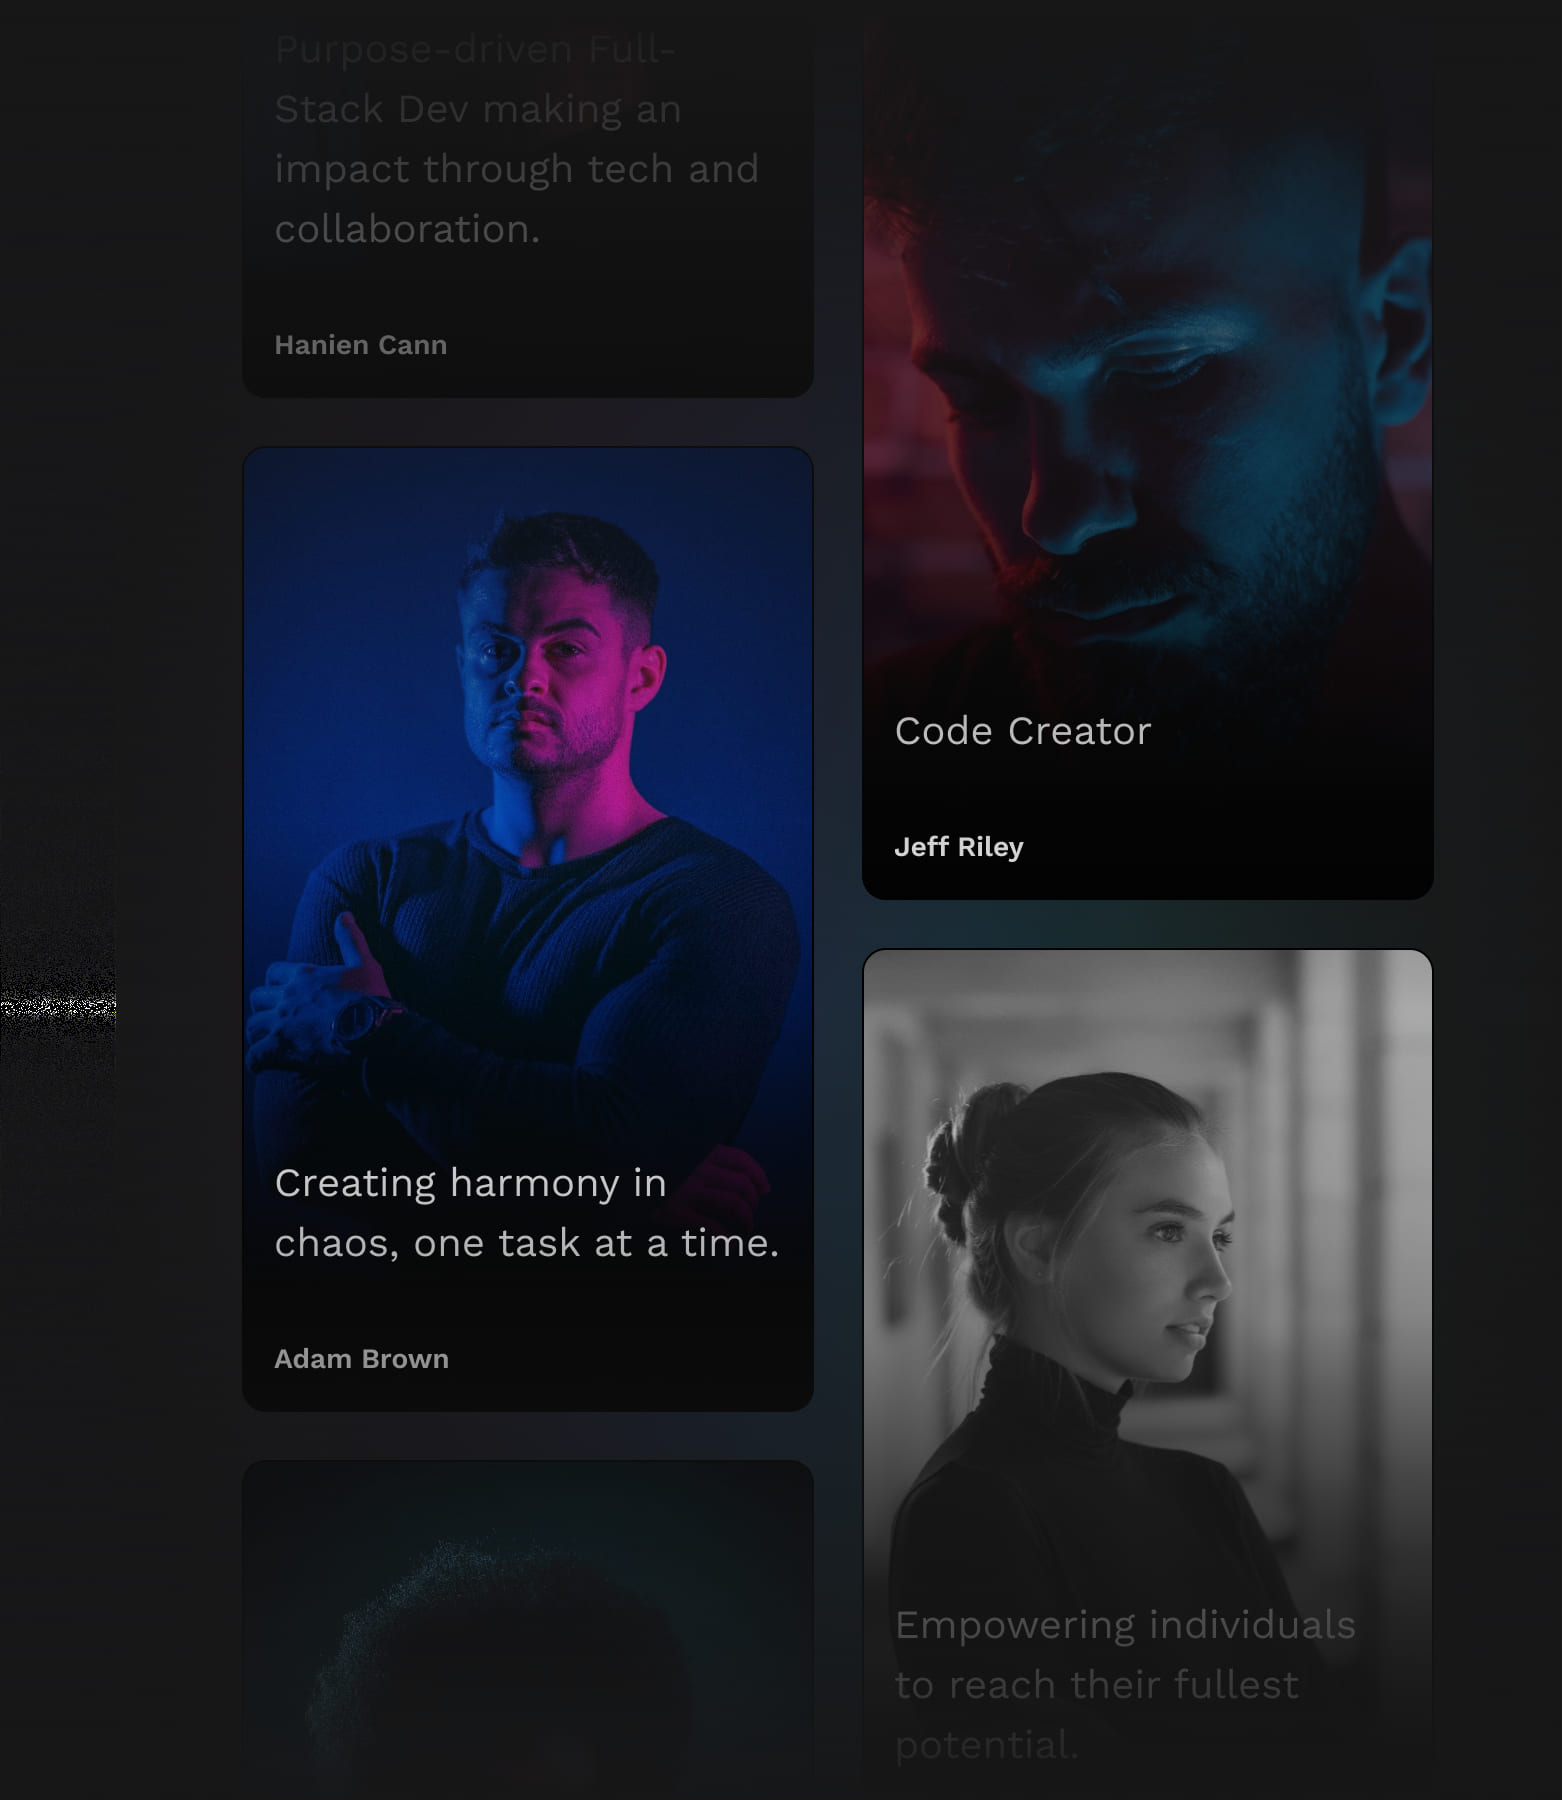 Purpose-driven Full-
Stack Dev making an
impact through tech and
collaboration.
Hanien Cann
Creating harmony in
chaos, one task at a time.
Adam Brown
Code Creator
Jeff Riley
Empowering individuals
to reach their fullest
potential.